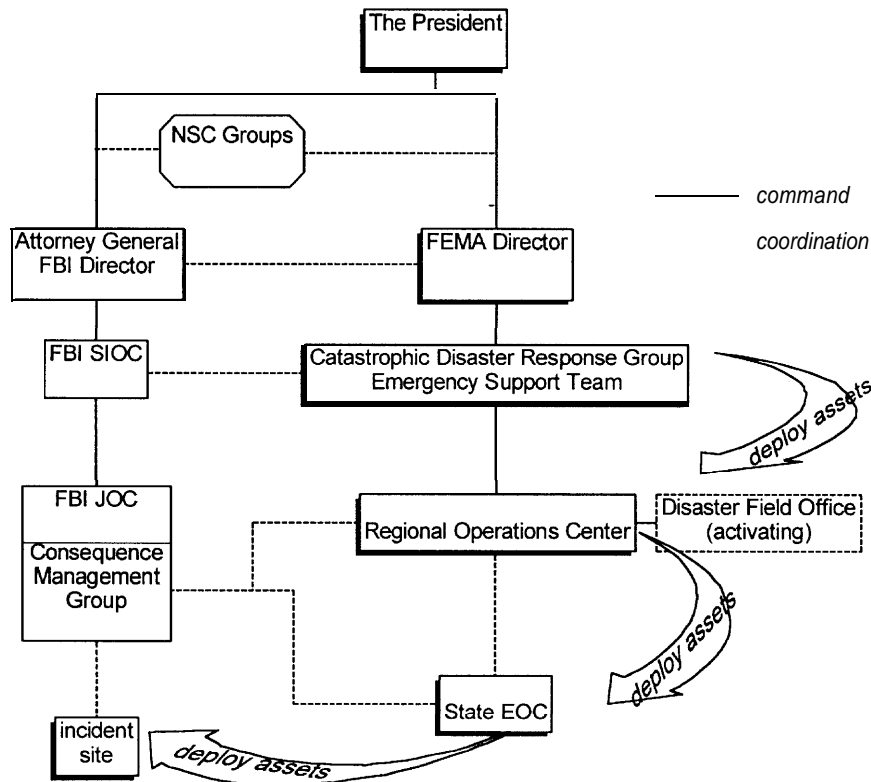 The President
NSC Groups
command
coordination
Attorney General
FBI Director
FEMA Director
FBI SIOC
Catastrophic Disaster Response Group
Emergency Support Team
deploy assets
FBI JOC
Consequence
Management
Group
Regional Operations Center
Disaster Field Office
(activating)
deploy assets
State EOC
incident
site
deploy assets